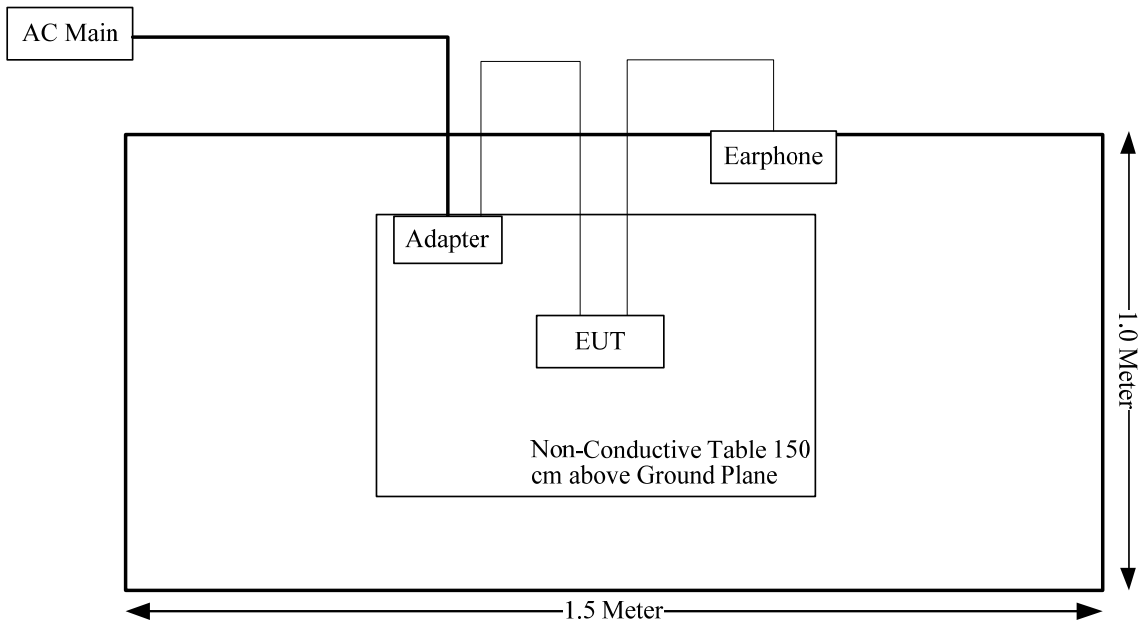 AC Main
Earphone
Adapter
EUT
1.0 Meter
Non-Conductive Table 150
cm above Ground Plane
1.5 Meter